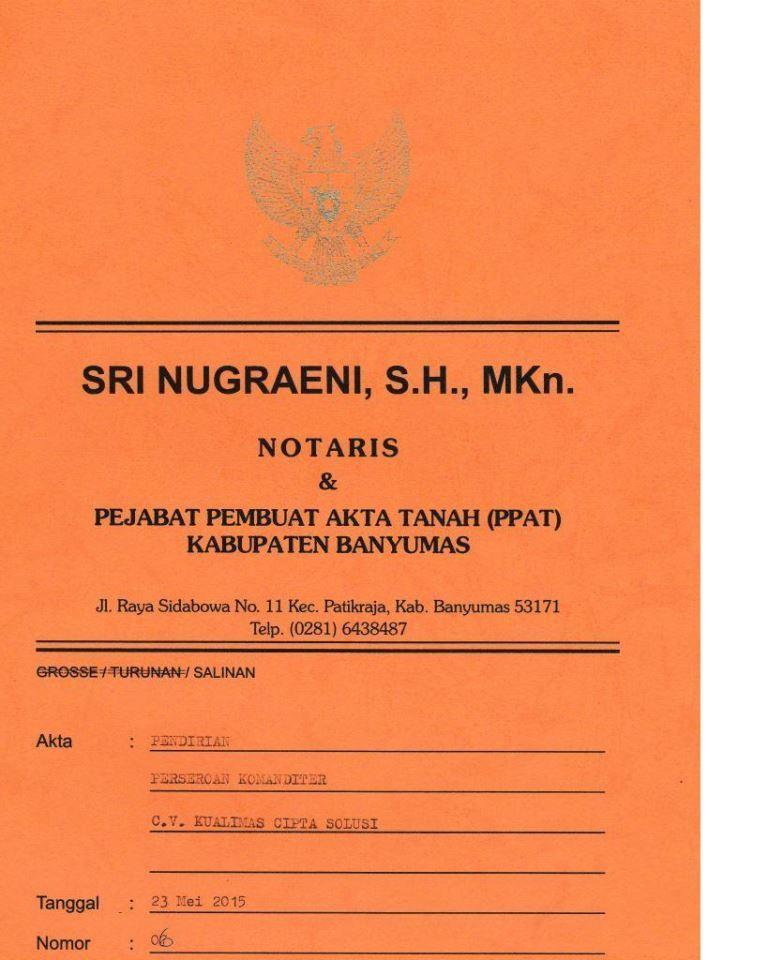 SRI NUGRAENI, S.H., MKn.
NOTARIS
&
PEJABAT PEMBUAT AKTA TANAH (PPAT)
KABUPATEN BANYUMAS
Jl. Raya Sidabowa No. 11 Kec. Patikraja, Kab. Banyumas 53171
Telp. (0281) 6438487
GROSSE / TURUNAN / SALINAN
Akta : PENDIRIAN
PERSEROAN KOMANDITER
C.V. KUALIMAS CIPTA SOLUSI
Tanggal : 23 Mei 2015
Nomor : 06